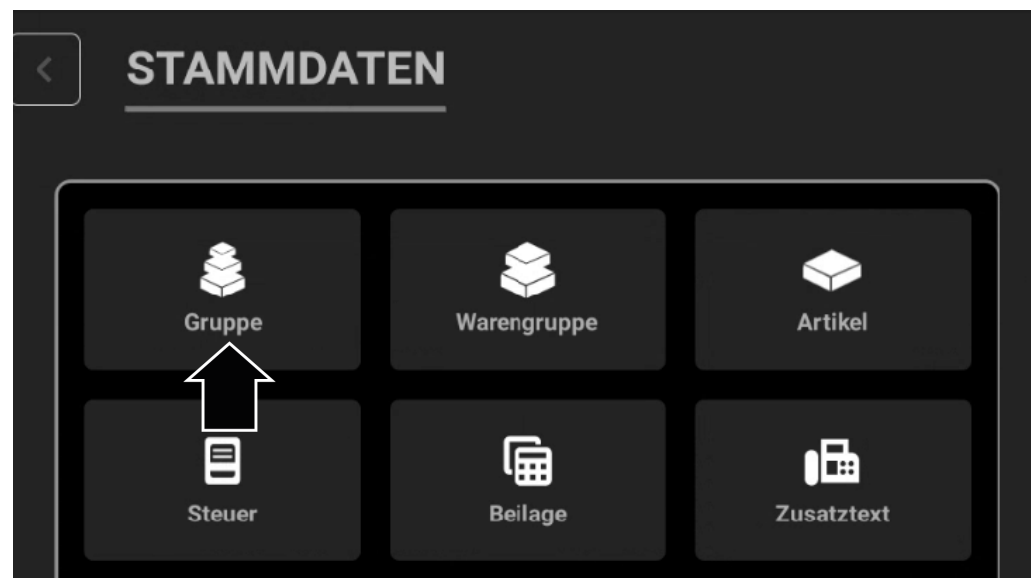 STAMMDATEN
Gruppe
Warengruppe
Artikel
Steuer
Beilage
Zusatztext